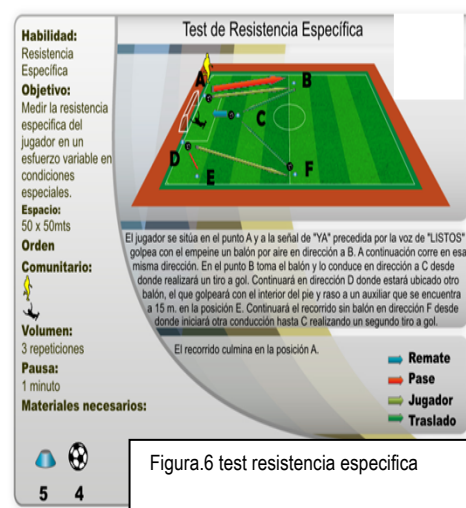 Test de Resistencia Específica
Habilidad:
Resistencia
Específica
Objetivo:
Medir la resistencia
especifica del
jugador en un
esfuerzo variable en
condiciones
especiales.
Espacio:
50 x 50mts
Orden
Comunitario:
Volumen:
3 repeticiones
Pausa:
1 minuto
Materiales necesarios:
5 4
A
B
C
D
E
F
El jugador se sitúa en el punto A y a la señal de "YA" precedida por la voz de "LISTOS"
golpea con el empeine un balón por aire en dirección a B. A continuación corre en esa
misma dirección. En el punto B toma el balón y lo conduce en dirección a C desde
donde realizará un tiro a gol. Continuará en dirección D donde estará ubicado otro
balón, el que golpeará con el interior del pie y raso a un auxiliar que se encuentra
a 15 m. en la posición E. Continuará el recorrido sin balón en dirección F desde
donde iniciará otro conducción hasta C realizando un segundo tiro a gol.
El recorrido culmina en la posición A.
Remate
Pase
Jugador
Traslado
Figura.6 test resistencia especifica